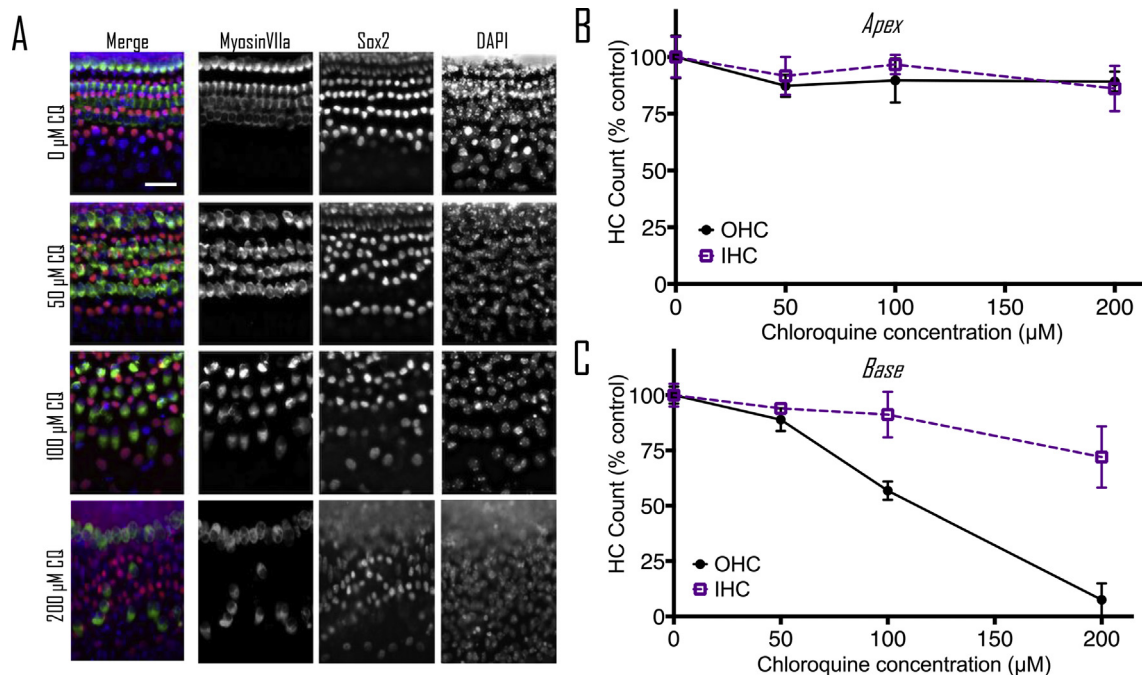 A
Merge MyosinVIIa Sox2 DAPI
0 µM CQ
50 µM CQ
100 µM CQ
200 µM CQ
B
Apex
HC Count (% control)
100
75
50
25
0
OHC
IHC
0 50 100 150 200
Chloroquine concentration (µM)
C
Base
HC Count (% control)
100
75
50
25
0
OHC
IHC
0 50 100 150 200
Chloroquine concentration (µM)